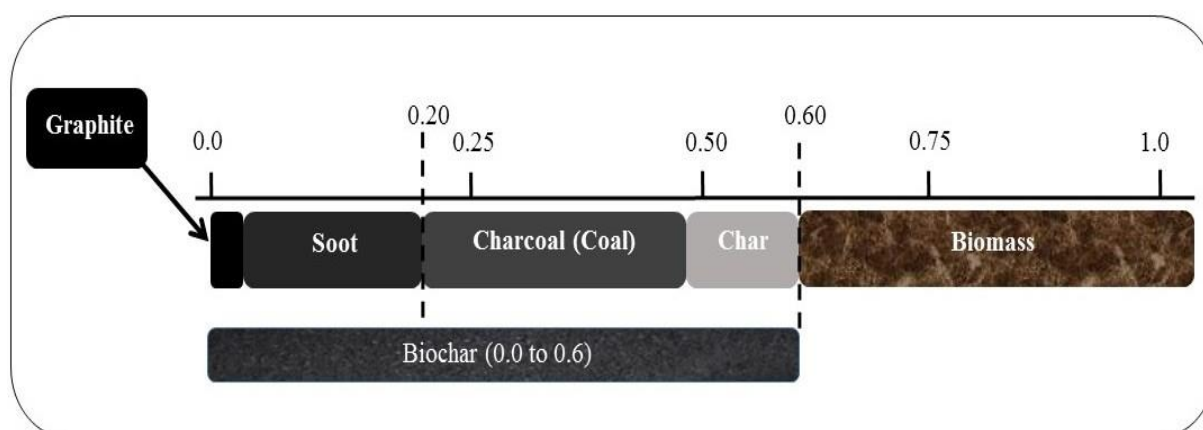 Graphite
0.0
0.20
0.25
0.50
0.60
0.75
1.0
Soot
Charcoal (Coal)
Char
Biomass
Biochar (0.0 to 0.6)